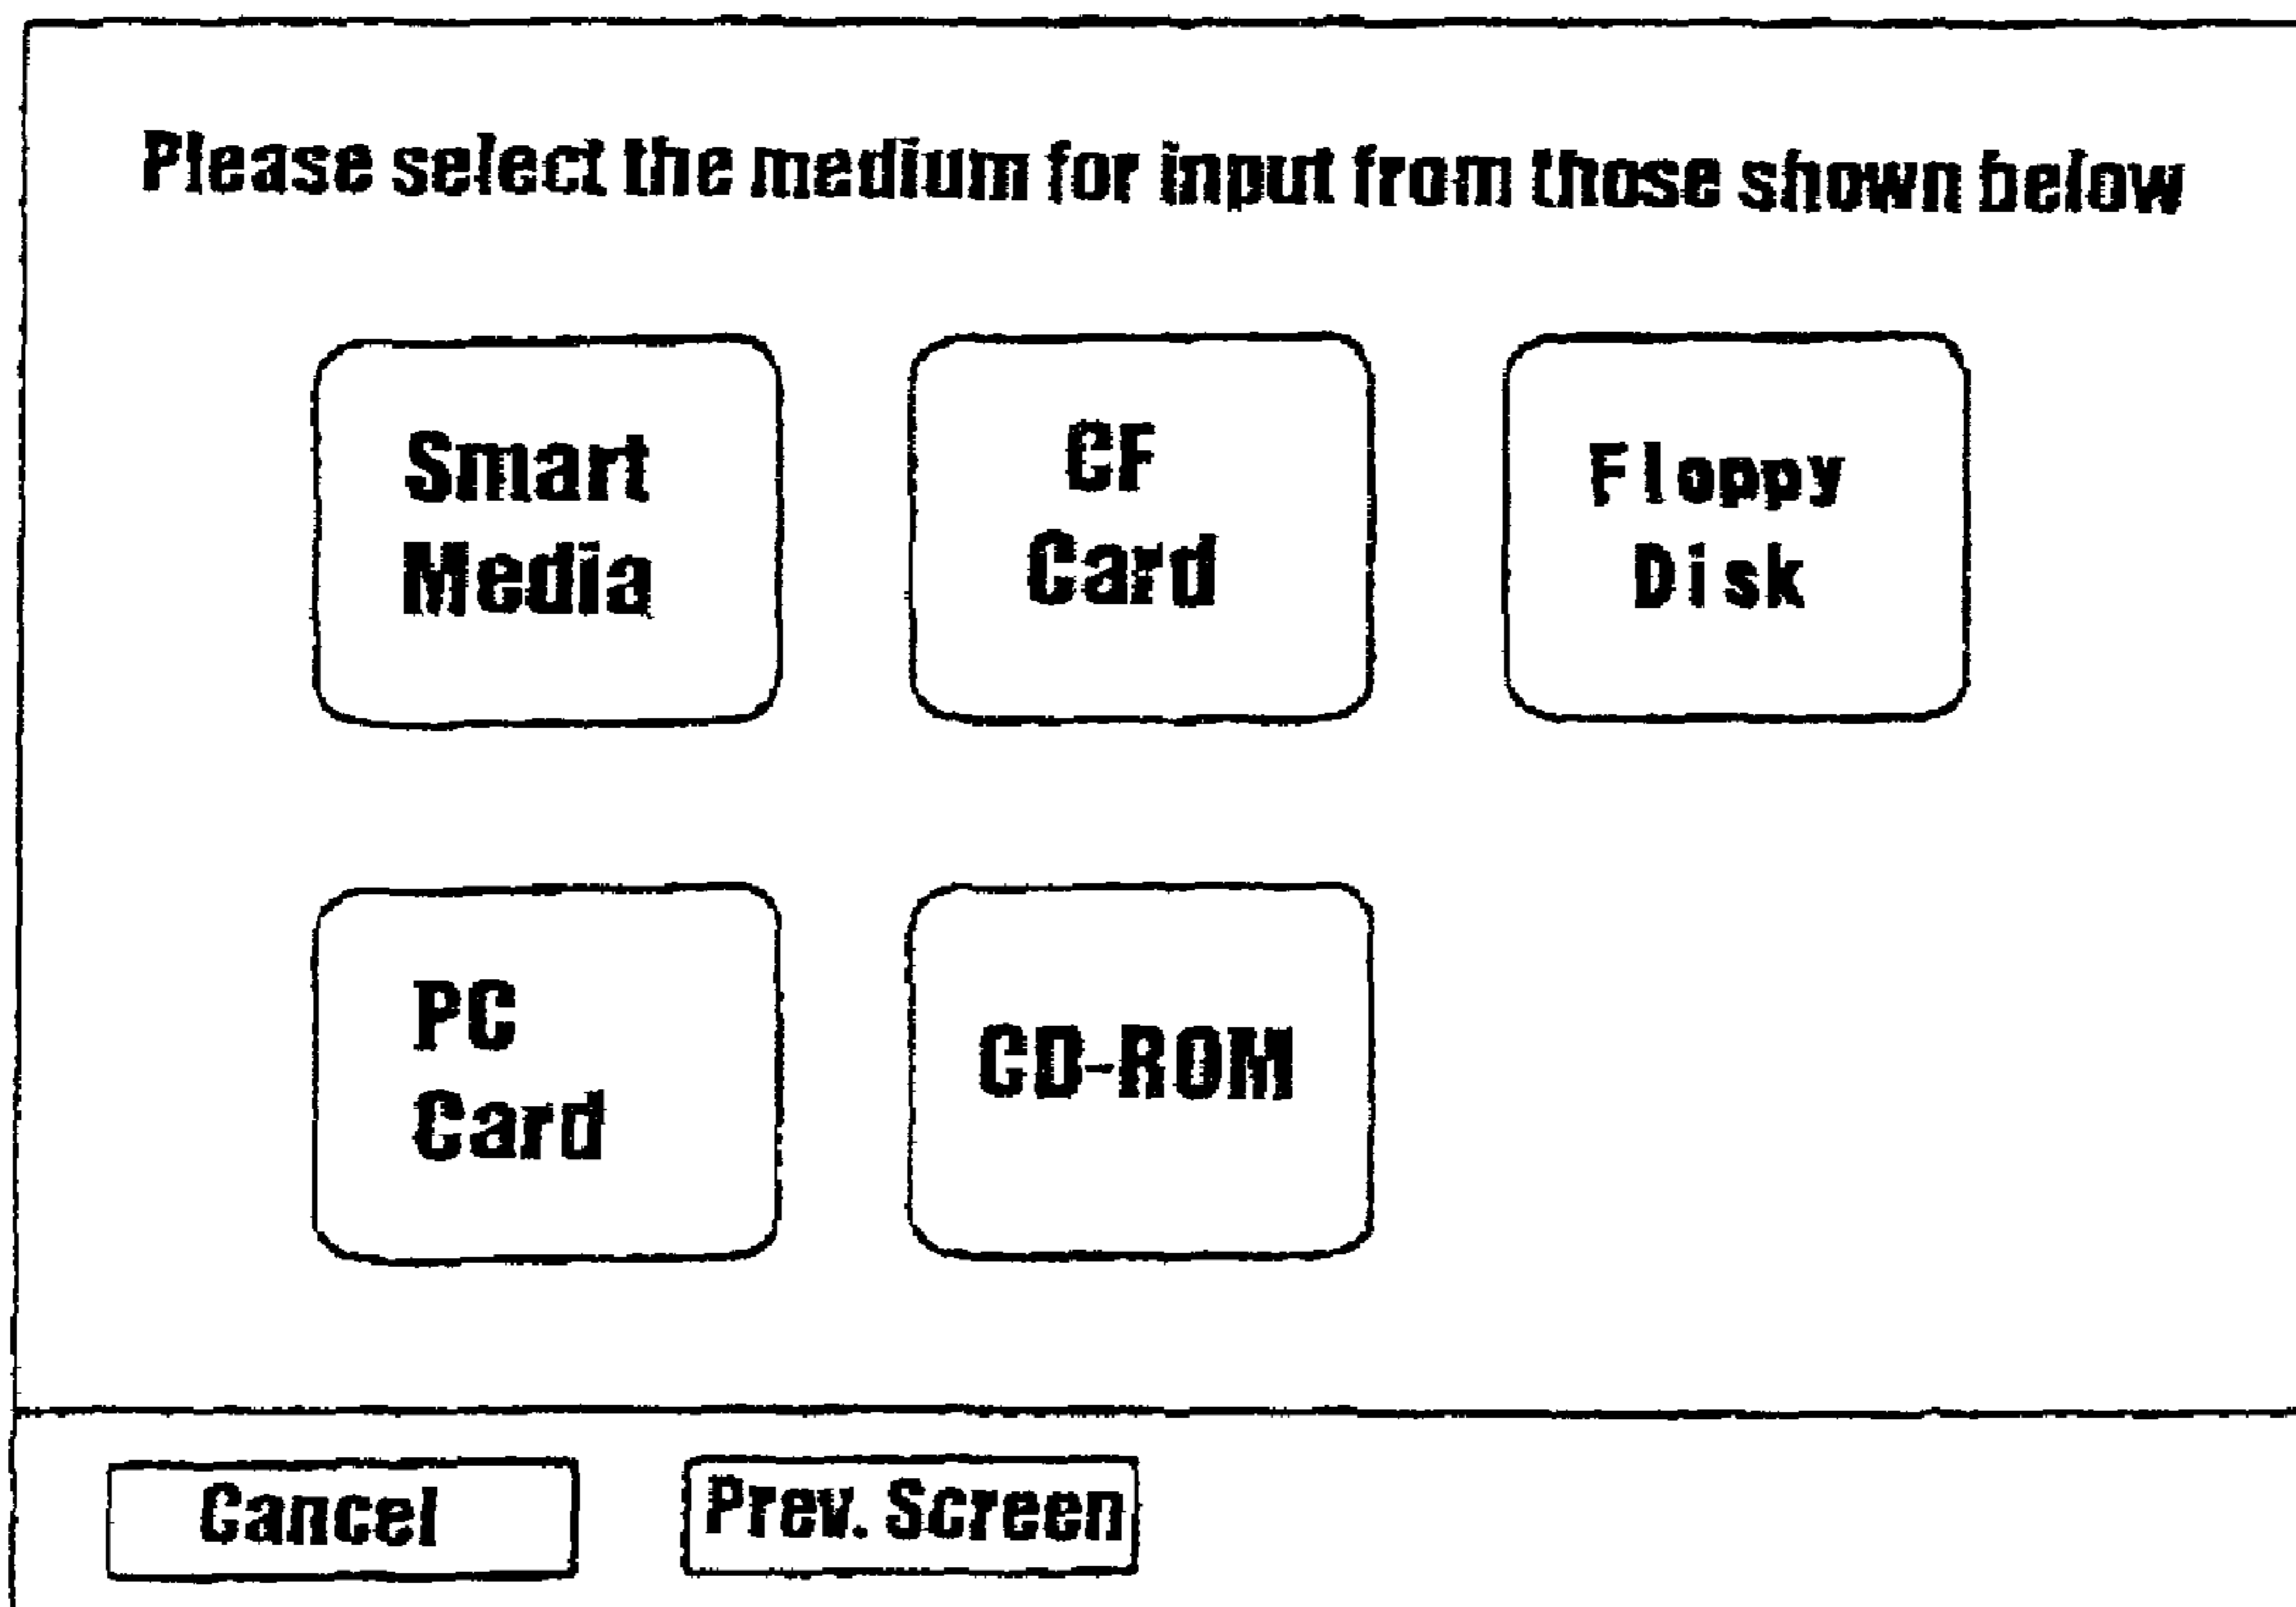 Please select the medium for input from those shown below
Smart
Media
CF
Card
Floppy
Disk
PC
Card
CD-ROM
Cancel
Prev. Screen